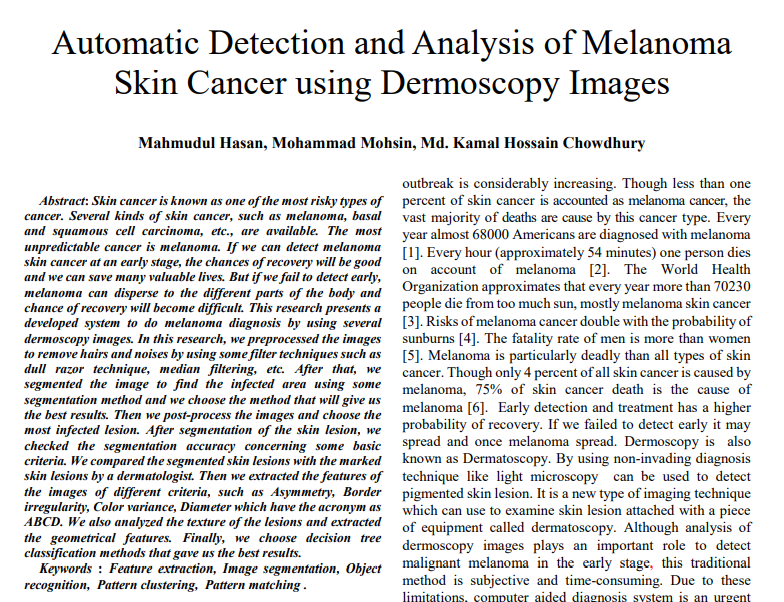 Automatic Detection and Analysis of Melanoma
Skin Cancer using Dermoscopy Images
Mahmudul Hasan, Mohammad Mohsin, Md. Kamal Hossain Chowdhury
Abstract: Skin cancer is known as one of the most risky types of
cancer. Several kinds of skin cancer, such as melanoma, basal
and squamous cell carcinoma, etc., are available. The most
unpredictable cancer is melanoma. If we can detect melanoma
skin cancer at an early stage, the chances of recovery will be good
and we can save many valuable lives. But if we fail to detect early,
melanoma can disperse to the different parts of the body and
chance of recovery will become difficult. This research presents a
developed system to do melanoma diagnosis by using several
dermoscopy images. In this research, we preprocessed the images
to remove hairs and noises by using some filter techniques such as
dull razor technique, median filtering, etc. After that, we
segmented the image to find the infected area using some
segmentation method and we choose the method that will give us
the best results. Then we post-process the images and choose the
most infected lesion. After segmentation of the skin lesion, we
checked the segmentation accuracy concerning some basic
criteria. We compared the segmented skin lesions with the marked
skin lesions by a dermatologist. Then we extracted the features of
the images of different criteria, such as Asymmetry, Border
irregularity, Color variance, Diameter which have the acronym as
ABCD. We also analyzed the texture of the lesions and extracted
the geometrical features. Finally, we choose decision tree
classification methods that gave us the best results.
Keywords : Feature extraction, Image segmentation, Object
recognition, Pattern clustering, Pattern matching .
outbreak is considerably increasing. Though less than one
percent of skin cancer is accounted as melanoma cancer, the
vast majority of deaths are cause by this cancer type. Every
year almost 68000 Americans are diagnosed with melanoma
[1]. Every hour (approximately 54 minutes) one person dies
on account of melanoma [2]. The World Health
Organization approximates that every year more than 70230
people die from too much sun, mostly melanoma skin cancer
[3]. Risks of melanoma cancer double with the probability of
sunburns [4]. The fatality rate of men is more than women
[5]. Melanoma is particularly deadly than all types of skin
cancer. Though only 4 percent of all skin cancer is caused by
melanoma, 75% of skin cancer death is the cause of
melanoma [6]. Early detection and treatment has a higher
probability of recovery. If we failed to detect early it may
spread and once melanoma spread. Dermoscopy is also
known as Dermatoscopy. By using non-invading diagnosis
technique like light microscopy can be used to detect
pigmented skin lesion. It is a new type of imaging technique
which can use to examine skin lesion attached with a piece
of equipment called dermatoscopy. Although analysis of
dermoscopy images plays an important role to detect
malignant melanoma in the early stage, this traditional
method is subjective and time-consuming. Due to these
limitations, computer aided diagnosis system is an urgent